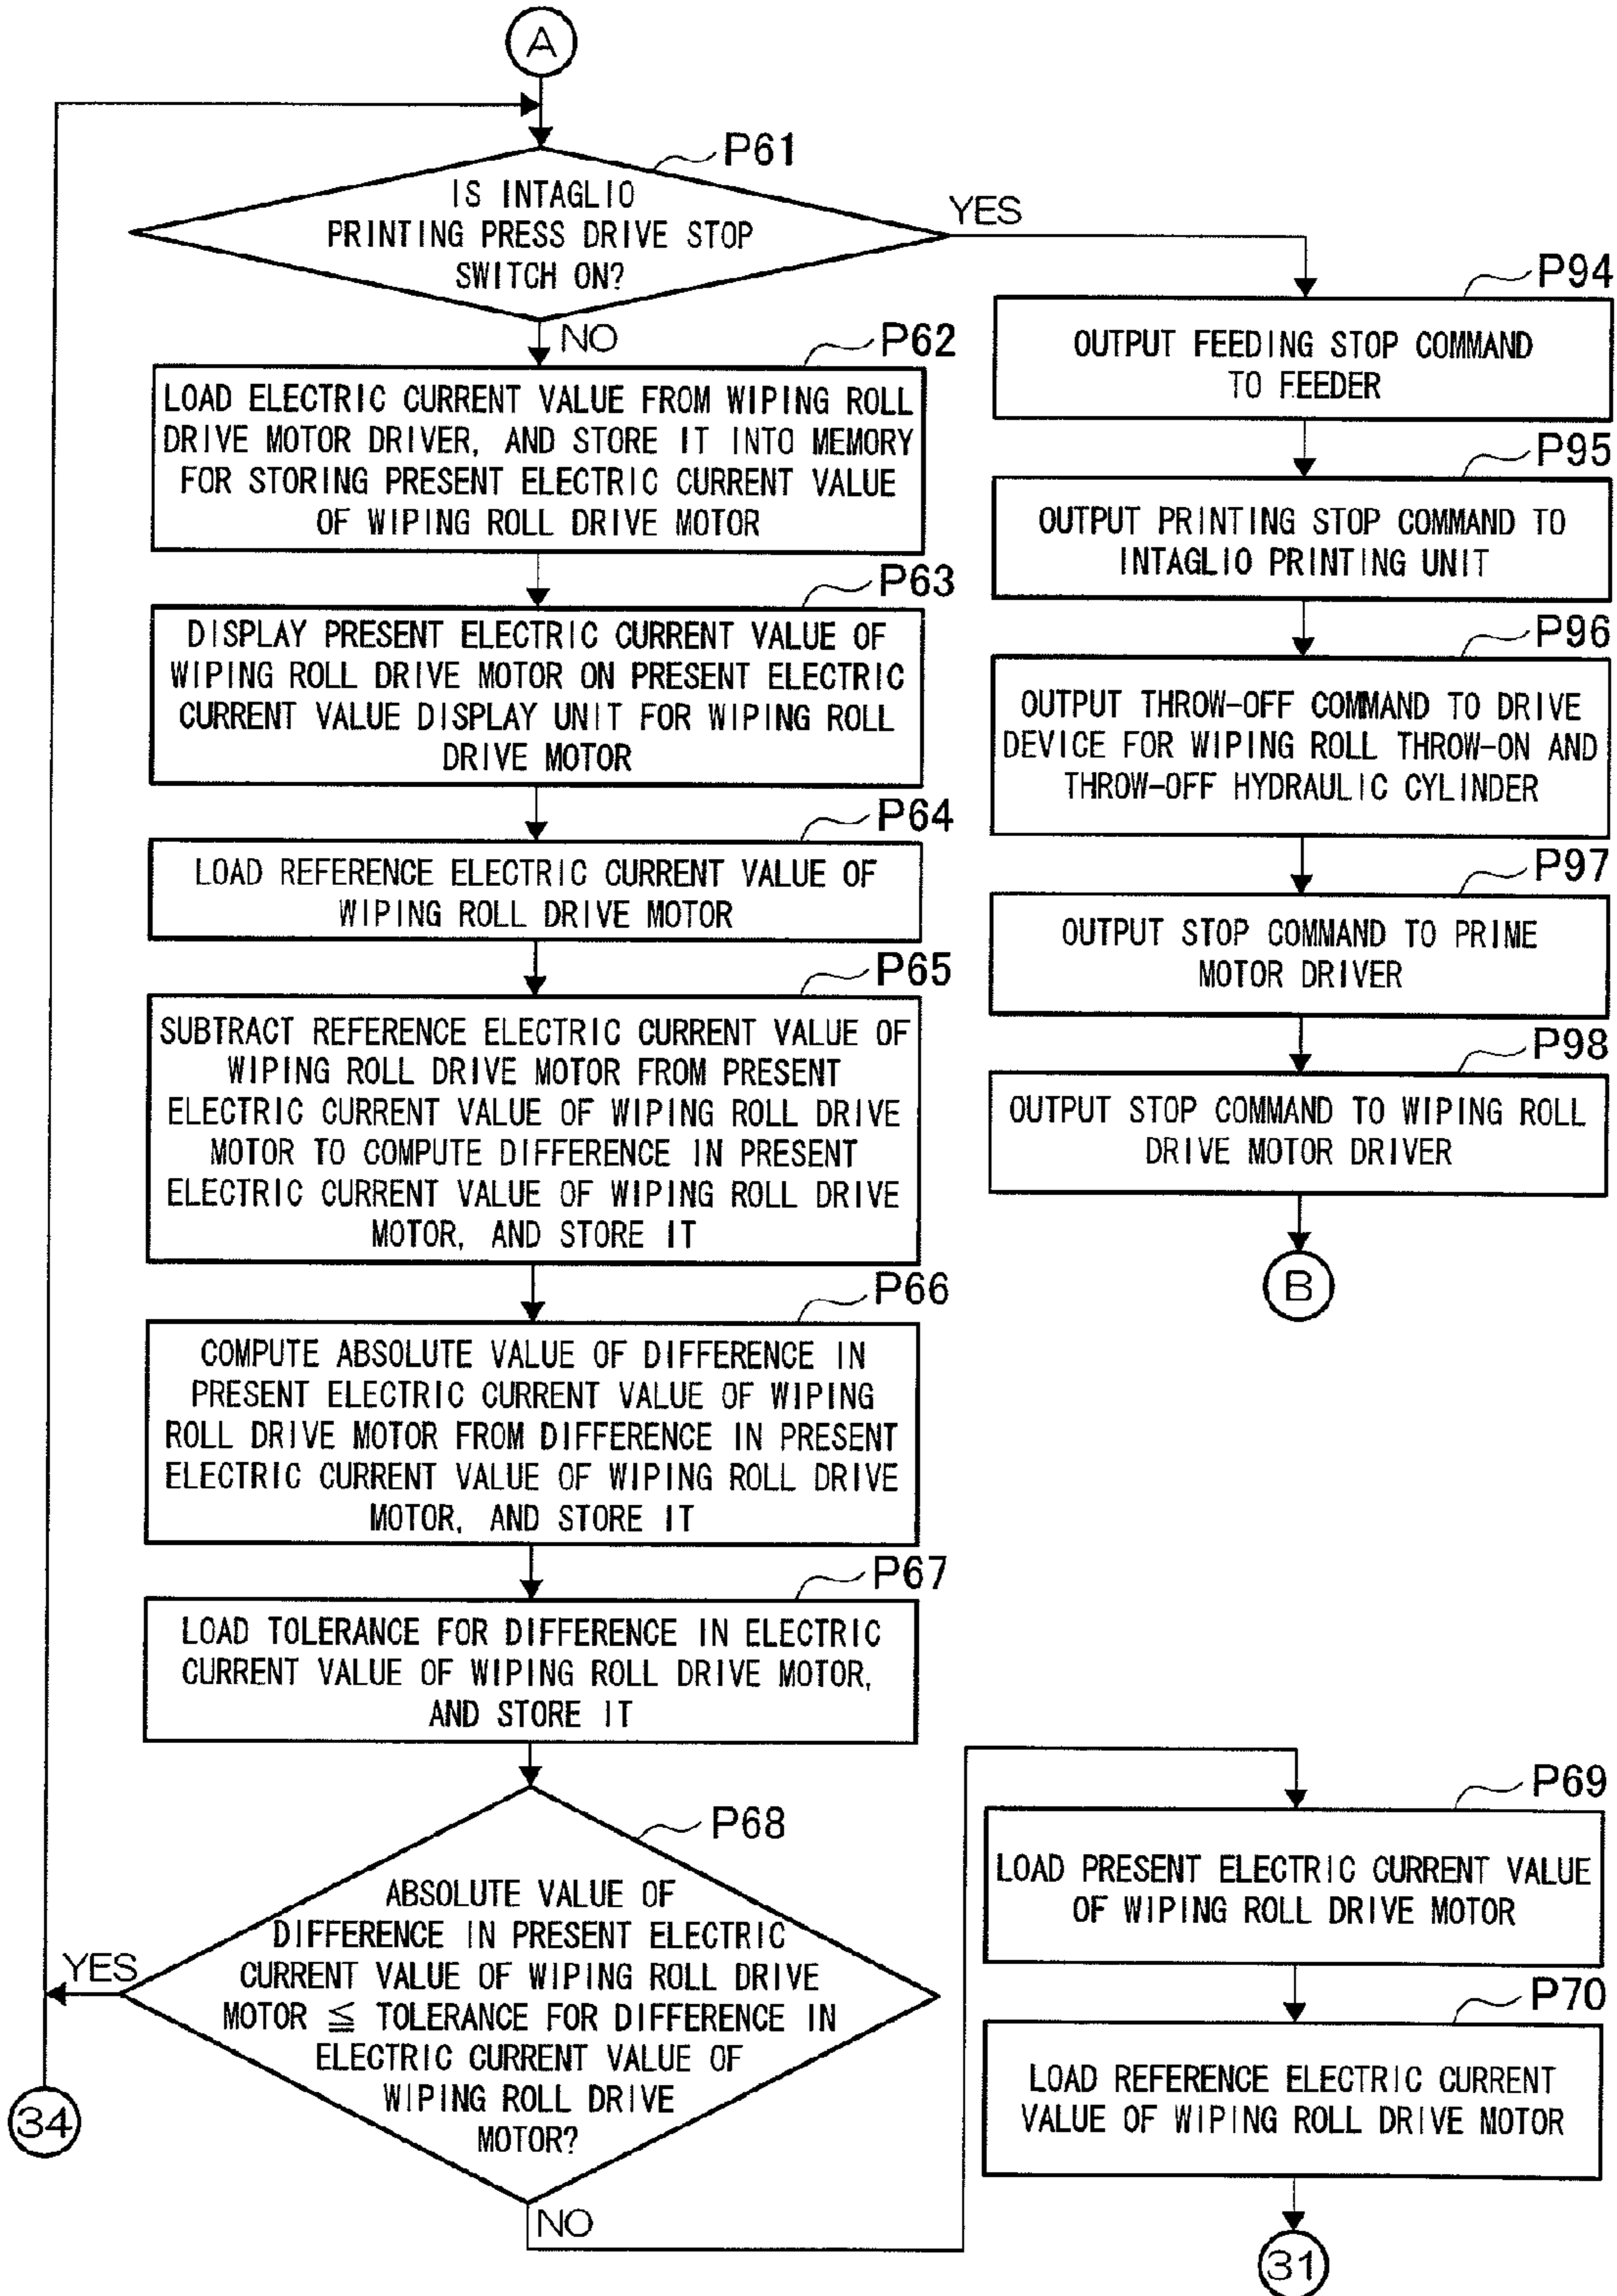 A
P61
IS INTAGLIO
PRINTING PRESS DRIVE STOP
SWITCH ON?
YES
NO
P62
LOAD ELECTRIC CURRENT VALUE FROM WIPING ROLL
DRIVE MOTOR DRIVER, AND STORE IT INTO MEMORY
FOR STORING PRESENT ELECTRIC CURRENT VALUE
OF WIPING ROLL DRIVE MOTOR
P63
DISPLAY PRESENT ELECTRIC CURRENT VALUE OF
WIPING ROLL DRIVE MOTOR ON PRESENT ELECTRIC
CURRENT VALUE DISPLAY UNIT FOR WIPING ROLL
DRIVE MOTOR
P64
LOAD REFERENCE ELECTRIC CURRENT VALUE OF
WIPING ROLL DRIVE MOTOR
P65
SUBTRACT REFERENCE ELECTRIC CURRENT VALUE OF
WIPING ROLL DRIVE MOTOR FROM PRESENT
ELECTRIC CURRENT VALUE OF WIPING ROLL DRIVE
MOTOR TO COMPUTE DIFFERENCE IN PRESENT
ELECTRIC CURRENT VALUE OF WIPING ROLL DRIVE
MOTOR, AND STORE IT
P66
COMPUTE ABSOLUTE VALUE OF DIFFERENCE IN
PRESENT ELECTRIC CURRENT VALUE OF WIPING
ROLL DRIVE MOTOR FROM DIFFERENCE IN PRESENT
ELECTRIC CURRENT VALUE OF WIPING ROLL DRIVE
MOTOR, AND STORE IT
P67
LOAD TOLERANCE FOR DIFFERENCE IN ELECTRIC
CURRENT VALUE OF WIPING ROLL DRIVE MOTOR,
AND STORE IT
P68
ABSOLUTE VALUE OF
DIFFERENCE IN PRESENT ELECTRIC
CURRENT VALUE OF WIPING ROLL DRIVE
MOTOR ≦ TOLERANCE FOR DIFFERENCE IN
ELECTRIC CURRENT VALUE OF
WIPING ROLL DRIVE
MOTOR?
YES
34
NO
P94
OUTPUT FEEDING STOP COMMAND
TO FEEDER
P95
OUTPUT PRINTING STOP COMMAND TO
INTAGLIO PRINTING UNIT
P96
OUTPUT THROW-OFF COMMAND TO DRIVE
DEVICE FOR WIPING ROLL THROW-ON AND
THROW-OFF HYDRAULIC CYLINDER
P97
OUTPUT STOP COMMAND TO PRIME
MOTOR DRIVER
P98
OUTPUT STOP COMMAND TO WIPING ROLL
DRIVE MOTOR DRIVER
B
P69
LOAD PRESENT ELECTRIC CURRENT VALUE
OF WIPING ROLL DRIVE MOTOR
P70
LOAD REFERENCE ELECTRIC CURRENT
VALUE OF WIPING ROLL DRIVE MOTOR
31